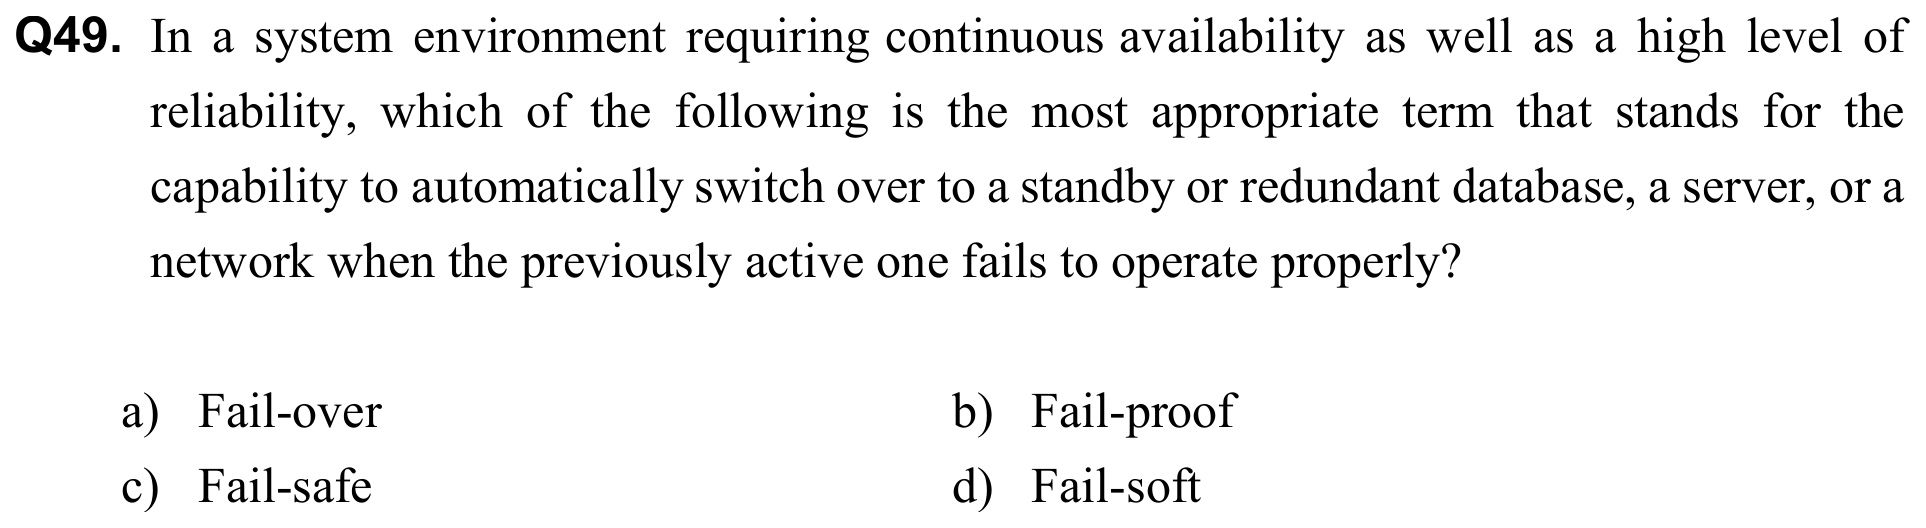 Q49. In a system environment requiring continuous availability as well as a high level of
reliability, which of the following is the most appropriate term that stands for the
capability to automatically switch over to a standby or redundant database, a server, or a
network when the previously active one fails to operate properly?
a) Fail-over b) Fail-proof
c) Fail-safe d) Fail-soft